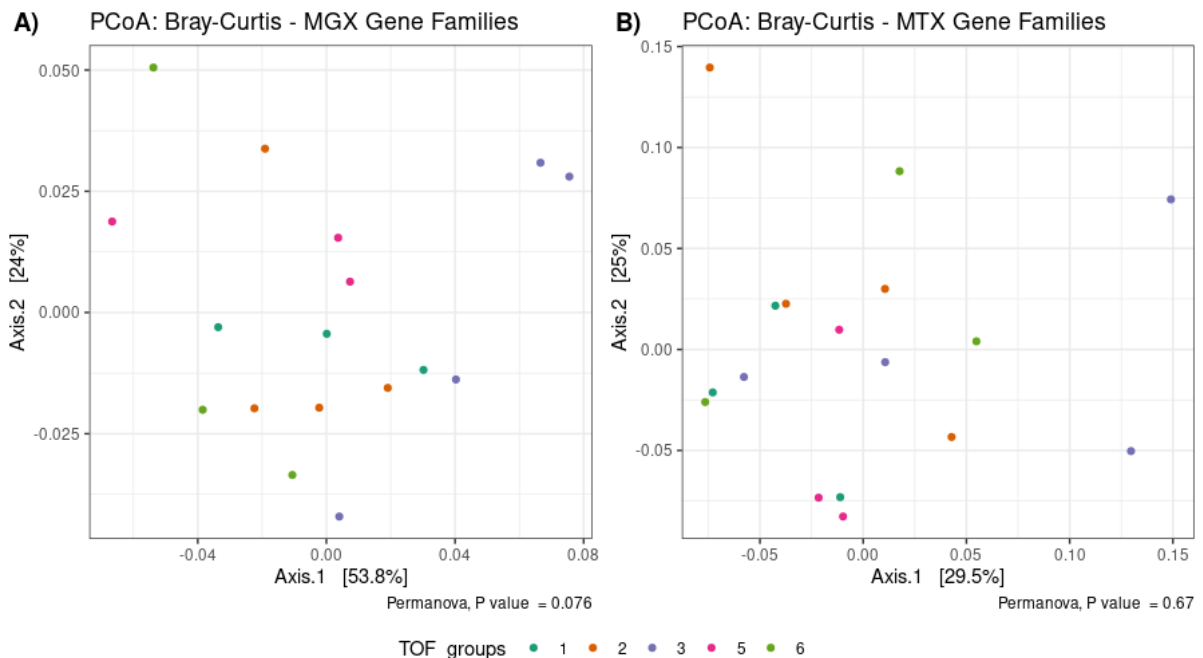 A) PCoA: Bray-Curtis - MGX Gene Families
0.050
0.025
0.000
-0.025
Axis.2 [24%]
-0.04 0.00 0.04 0.08
Axis.1 [53.8%]
Permanova, P value = 0.076
B) PCoA: Bray-Curtis - MTX Gene Families
0.15
0.10
0.05
0.00
-0.05
Axis.2 [25%]
-0.05 0.00 0.05 0.10 0.15
Axis.1 [29.5%]
Permanova, P value = 0.67
TOF groups 1 2 3 5 6